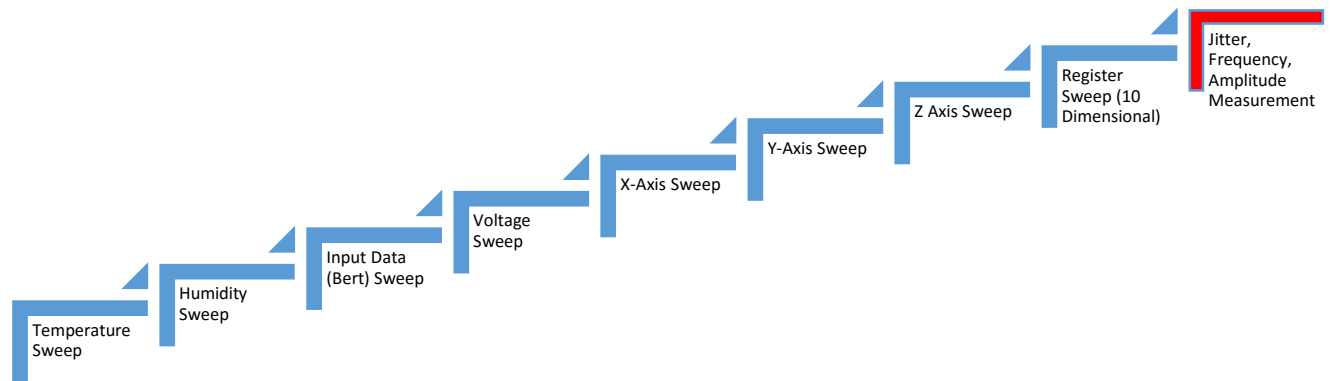 Temperature
Sweep
Humidity
Sweep
Input Data
(Bert) Sweep
Voltage
Sweep
X-Axis Sweep
Y-Axis Sweep
Z Axis Sweep
Register
Sweep (10
Dimensional)
Jitter,
Frequency,
Amplitude
Measurement